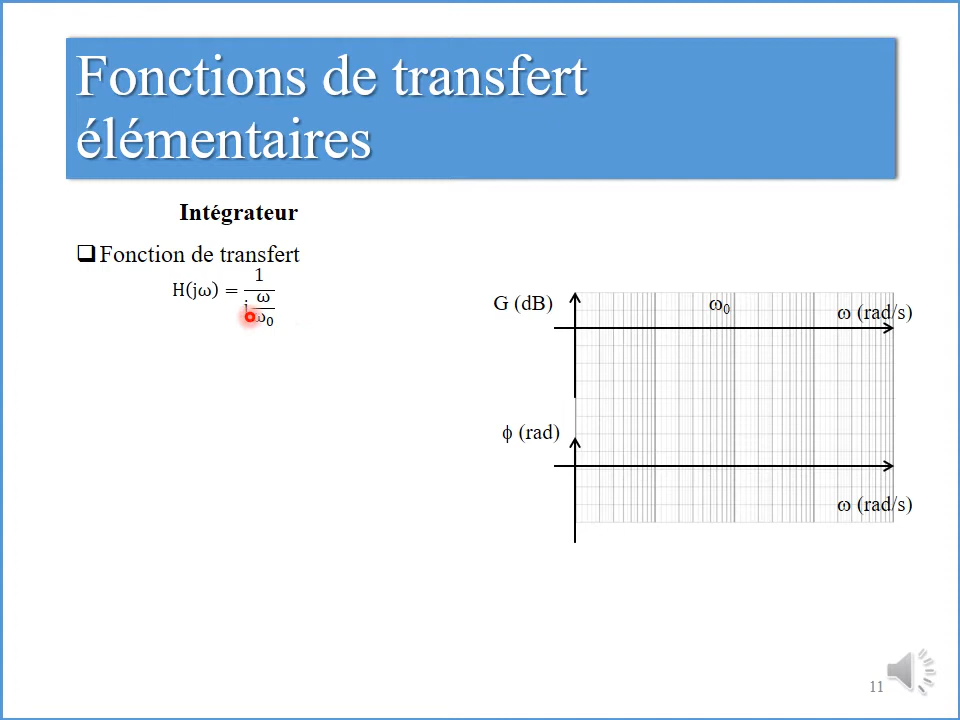 Fonctions de transfert
élémentaires
Intégrateur
❑Fonction de transfert
H(jω) = 1 / (j ω/ω₀)
G (dB)
ω₀
ω (rad/s)
ϕ (rad)
ω (rad/s)
11